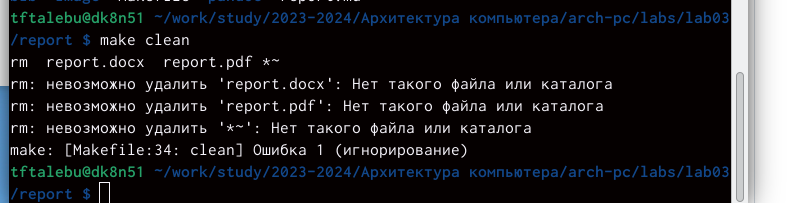 tftalebu@dk8n51 ~/work/study/2023-2024/Архитектура компьютера/arch-pc/labs/lab03
/report $ make clean
rm  report.docx  report.pdf *~
rm: невозможно удалить 'report.docx': Нет такого файла или каталога
rm: невозможно удалить 'report.pdf': Нет такого файла или каталога
rm: невозможно удалить '*~': Нет такого файла или каталога
make: [Makefile:34: clean] Ошибка 1 (игнорирование)
tftalebu@dk8n51 ~/work/study/2023-2024/Архитектура компьютера/arch-pc/labs/lab03
/report $